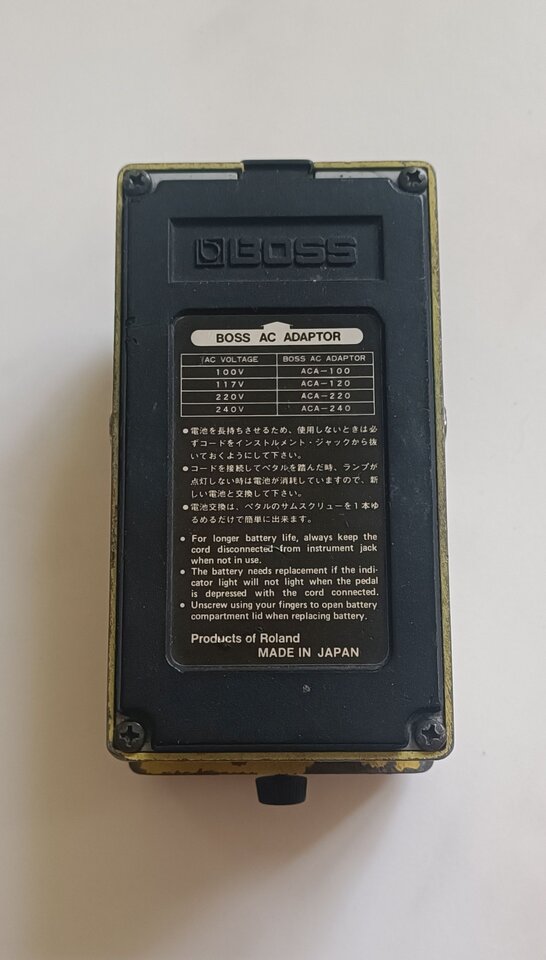 BOSS
BOSS AC ADAPTOR
AC VOLTAGE BOSS AC ADAPTOR
100V ACA-100
117V ACA-120
220V ACA-220
240V ACA-240
●電池を長持ちさせるため、使用しないときは必
ずコードをインストルメント・ジャックから抜
いておくようにして下さい。
●コードを接続してペタルを踏んだ時、ランプが
点灯しない時は電池が消耗していますので、新
しい電池と交換して下さい。
●電池交換は、ペタルのサムスクリューを1本ゆ
るめるだけで簡単に出来ます。
● For longer battery life, always keep the
cord disconnected from instrument jack
when not in use.
● The battery needs replacement if the indi-
cator light will not light when the pedal
is depressed with the cord connected.
● Unscrew using your fingers to open battery
compartment lid when replacing battery.
Products of Roland
MADE IN JAPAN